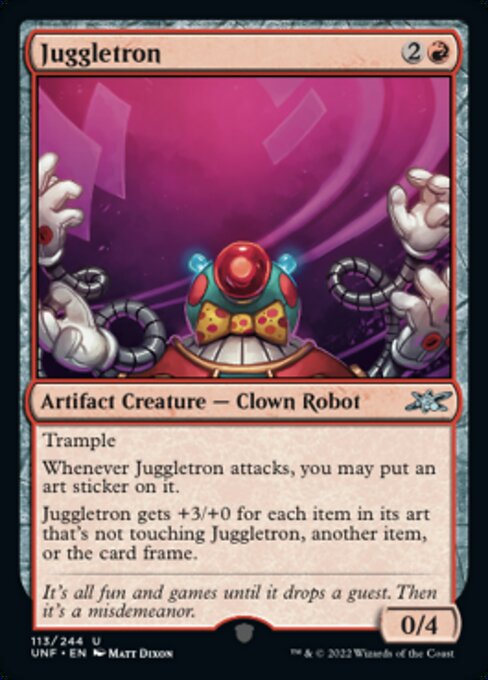 Juggletron 2
Artifact Creature — Clown Robot
Trample
Whenever Juggletron attacks, you may put an
art sticker on it.
Juggletron gets +3/+0 for each item in its art
that's not touching Juggletron, another item,
or the card frame.
It's all fun and games until it drops a guest. Then
it's a misdemeanor.
0/4
113/244 U
UNF • EN Matt Dixon
™ & © 2022 Wizards of the Coast